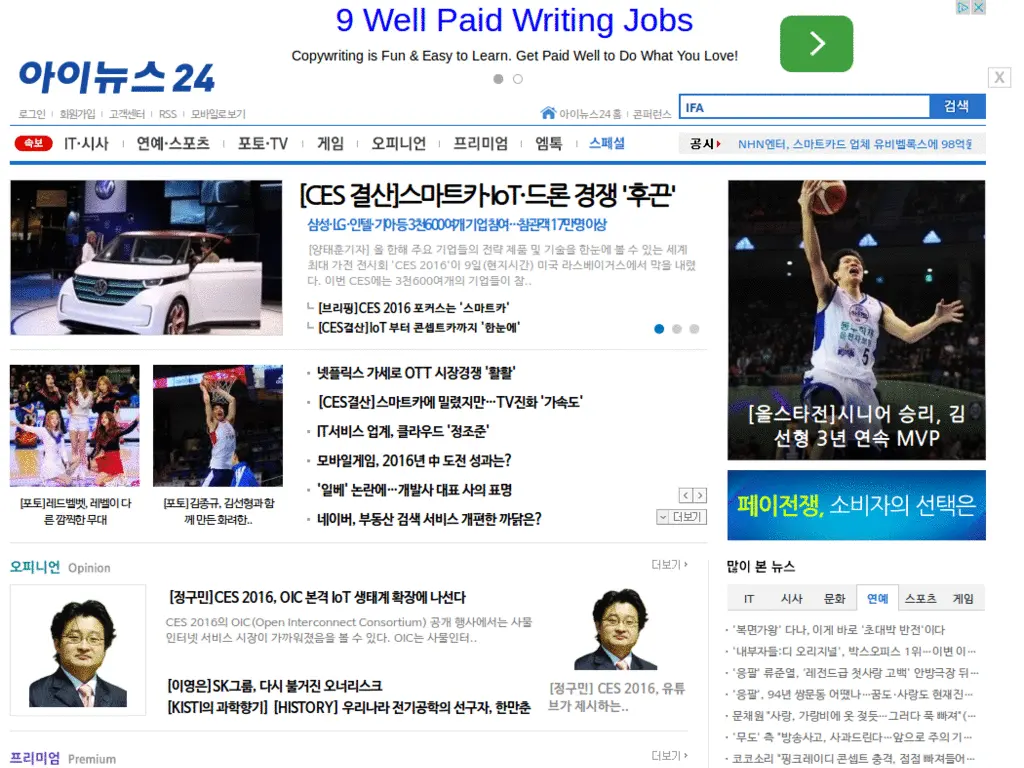 9 Well Paid Writing Jobs
Copywriting is Fun & Easy to Learn. Get Paid Well to Do What You Love!
X
아이뉴스24
로그인 회원가입 고객센터 RSS 모바일로보기
아이뉴스24 홈 콘퍼런스
IFA
검색
속보 IT·시사 연예·스포츠 포토·TV 게임 오피니언 프리미엄 엠톡 스페셜
공시 NHN엔터, 스마트카드 업체 유비벨록스에 98억원
[CES 결산]스마트카·IoT·드론 경쟁 '후끈'
삼성·LG·인텔·기아 등 3천600여개 기업 참여…참관객 17만명 이상
[양태훈기자] 올 한해 주요 기업들의 전략 제품 및 기술을 한눈에 볼 수 있는 세계
최대 가전 전시회 'CES 2016'이 9일(현지시간) 미국 라스베이거스에서 막을 내렸
다. 이번 CES에는 3천600여개의 기업들이 참..
[브리핑]CES 2016 포커스는 '스마트카'
[CES결산]IoT 부터 콘셉트카까지 '한눈에'
[올스타전]시니어 승리, 김
선형 3년 연속 MVP
[포토]레드벨벳, 레벨이 다
른 깜찍한 무대
[포토]김종규, 김선형과 함
께 만든 화려한..
넷플릭스 가세로 OTT 시장경쟁 '활활'
[CES결산]스마트카에 밀렸지만…TV진화 '가속도'
IT서비스 업계, 클라우드 '정조준'
모바일게임, 2016년 中 도전 성과는?
'일베' 논란에…개발사 대표 사의 표명
네이버, 부동산 검색 서비스 개편한 까닭은?
더보기
페이전쟁, 소비자의 선택은
오피니언 Opinion
더보기
[정구민]CES 2016, OIC 본격 IoT 생태계 확장에 나선다
CES 2016의 OIC(Open Interconnect Consortium) 공개 행사에서는 사물
인터넷 서비스 시장이 가까워졌음을 볼 수 있다. OIC는 사물인터..
[이영은]SK그룹, 다시 불거진 오너리스크
[KISTI의 과학향기] [HISTORY] 우리나라 전기공학의 선구자, 한만춘
[정구민] CES 2016, 유튜
브가 제시하는..
많이 본 뉴스
IT 시사 문화 연예 스포츠 게임
'복면가왕' 다나, 이게 바로 '초대박 반전'이다
'내부자들:디 오리지널', 박스오피스 1위…이변 이…
'응팔' 류준열, '레전드급 첫사랑 고백' 안방극장 뒤…
'응팔', 94년 쌍문동 어땠나…꿈도·사랑도 현재진…
문채원 "사랑, 가랑비에 옷 젖듯…그러다 푹 빠져"(…
'무도' 측 "방송사고, 사과드린다…앞으로 주의 기…
코코소리 "핑크레이디 콘셉트 충격, 점점 빠져들어…
프리미엄 Premium
더보기